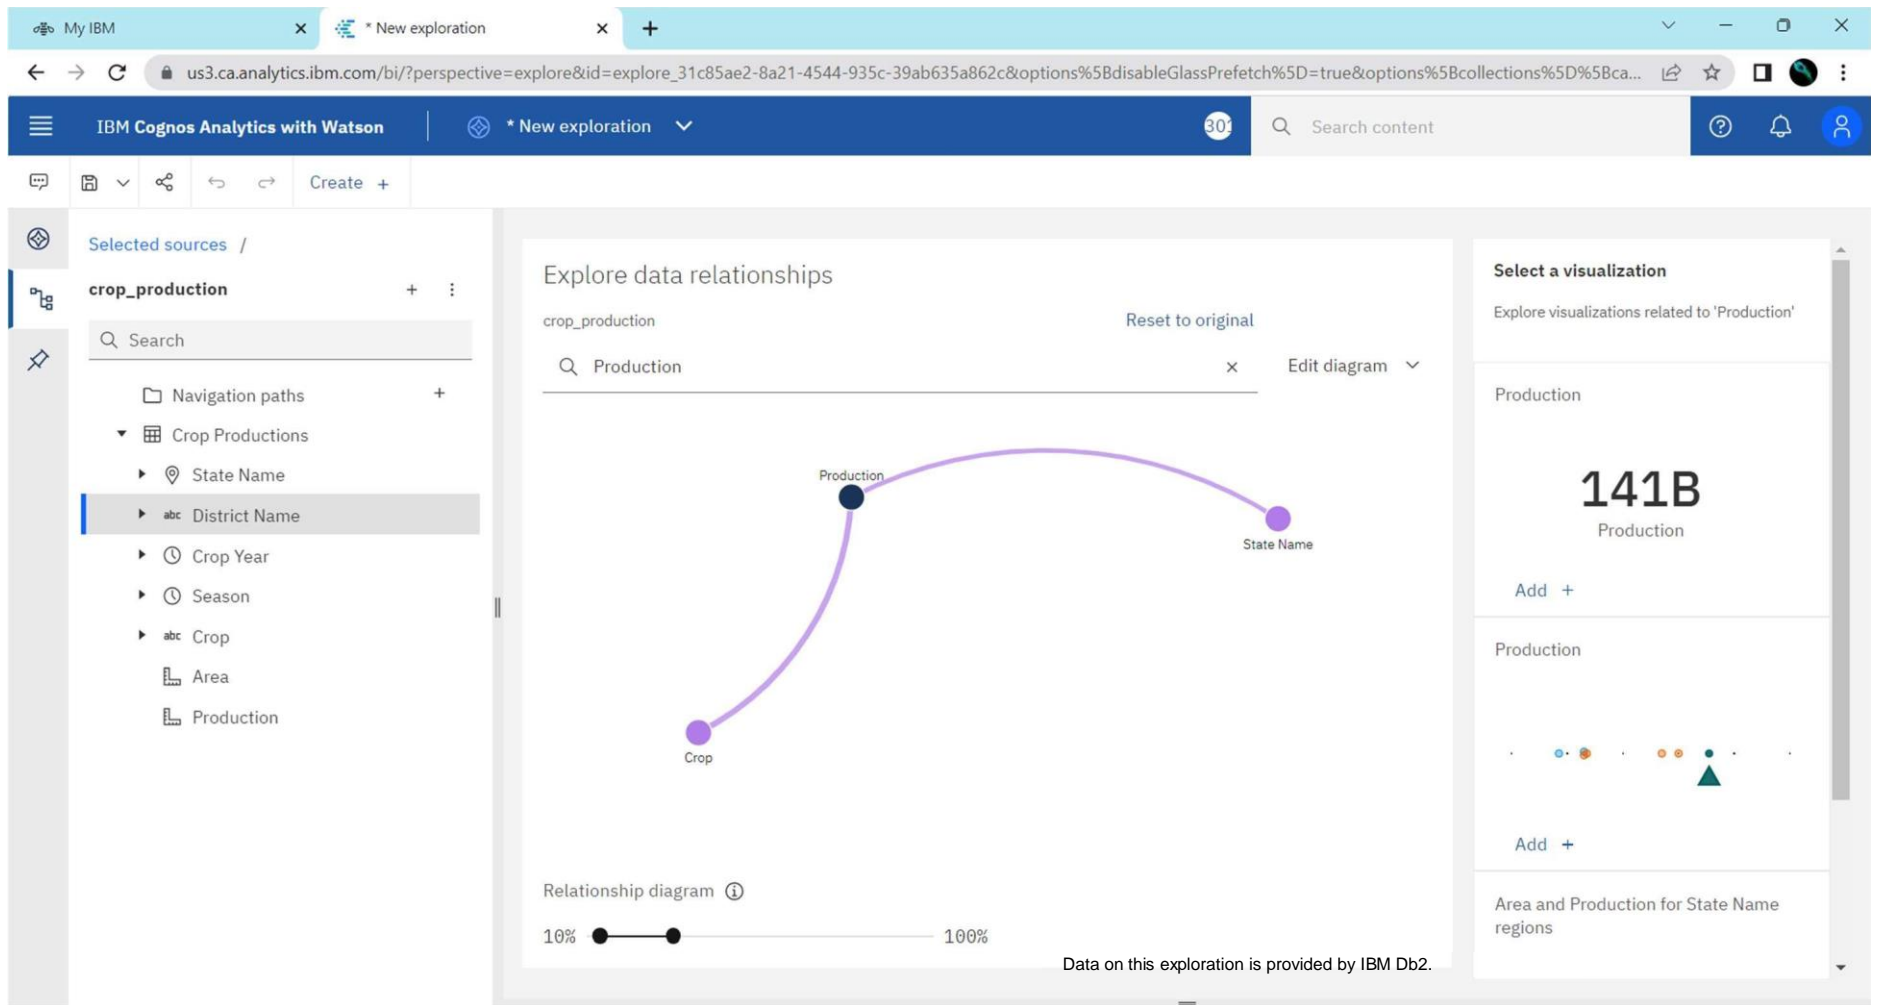 My IBM
* New exploration
us3.ca.analytics.ibm.com/bi/?perspective=explore&id=explore_31c85ae2-8a21-4544-935c-39ab635a862c&options%5BdisableGlassPrefetch%5D=true&options%5Bcollections%5D%5Bca...
IBM Cognos Analytics with Watson
* New exploration
301
Search content
Create +
Selected sources /
crop_production
Search
Navigation paths
Crop Productions
State Name
abc District Name
Crop Year
Season
abc Crop
Area
Production
Explore data relationships
crop_production
Reset to original
Production
Edit diagram
Production
State Name
Crop
Relationship diagram
10%
100%
Data on this exploration is provided by IBM Db2.
Select a visualization
Explore visualizations related to 'Production'
Production
141B
Production
Add +
Production
Add +
Area and Production for State Name
regions